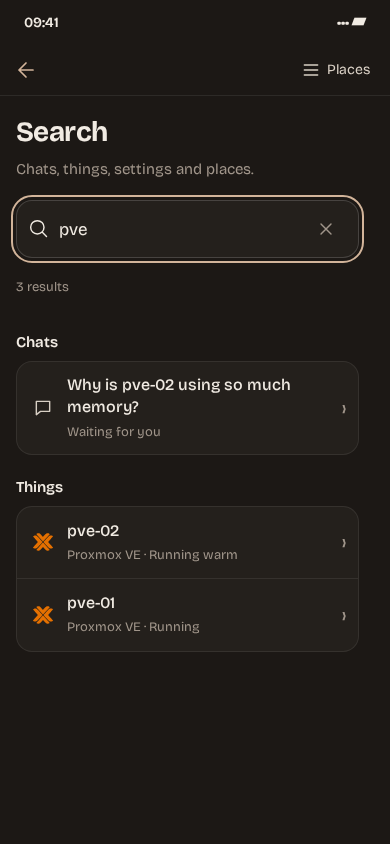 09:41
Places
Search
Chats, things, settings and places.
pve
3 results
Chats
Why is pve-02 using so much
memory?
Waiting for you
Things
pve-02
Proxmox VE · Running warm
pve-01
Proxmox VE · Running